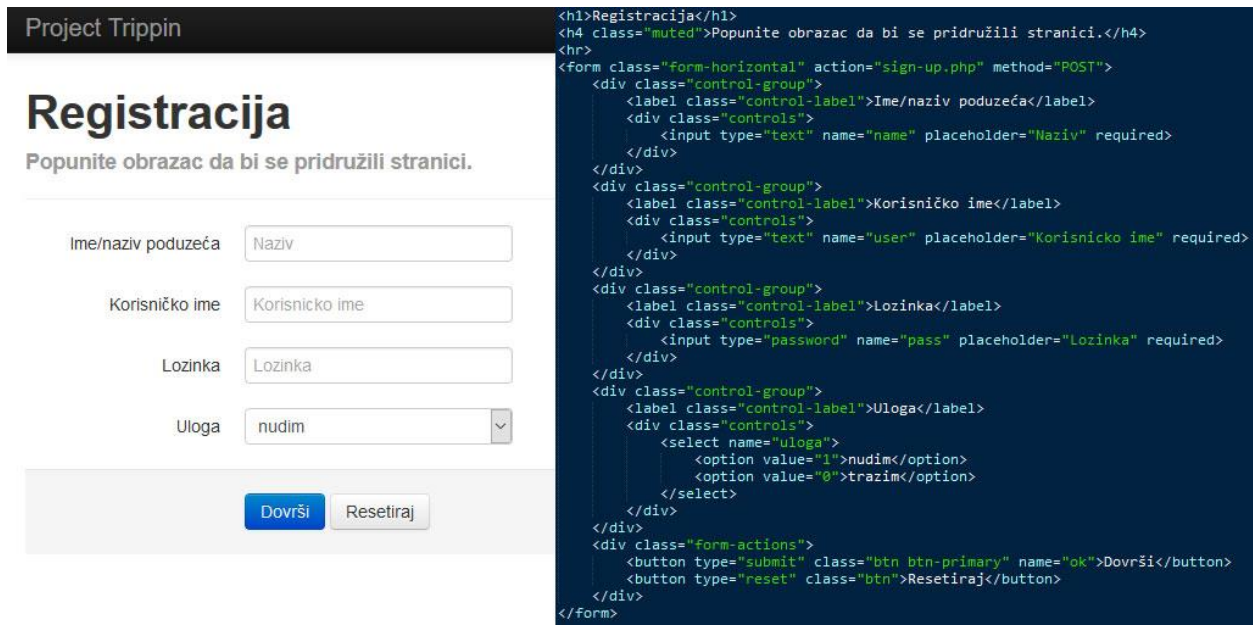 Project Trippin
Registracija
Popunite obrazac da bi se pridružili stranici.
Ime/naziv poduzeća
Naziv
Korisničko ime
Korisnicko ime
Lozinka
Lozinka
Uloga
nudim
Dovrši
Resetiraj
<h1>Registracija</h1>
<h4 class="muted">Popunite obrazac da bi se pridružili stranici.</h4>
<hr>
<form class="form-horizontal" action="sign-up.php" method="POST">
<div class="control-group">
<label class="control-label">Ime/naziv poduzeća</label>
<div class="controls">
<input type="text" name="name" placeholder="Naziv" required>
</div>
</div>
<div class="control-group">
<label class="control-label">Korisničko ime</label>
<div class="controls">
<input type="text" name="user" placeholder="Korisnicko ime" required>
</div>
</div>
<div class="control-group">
<label class="control-label">Lozinka</label>
<div class="controls">
<input type="password" name="pass" placeholder="Lozinka" required>
</div>
</div>
<div class="control-group">
<label class="control-label">Uloga</label>
<div class="controls">
<select name="uloga">
<option value="1">nudim</option>
<option value="0">trazim</option>
</select>
</div>
</div>
<div class="form-actions">
<button type="submit" class="btn btn-primary" name="ok">Dovrši</button>
<button type="reset" class="btn">Resetiraj</button>
</div>
</form>